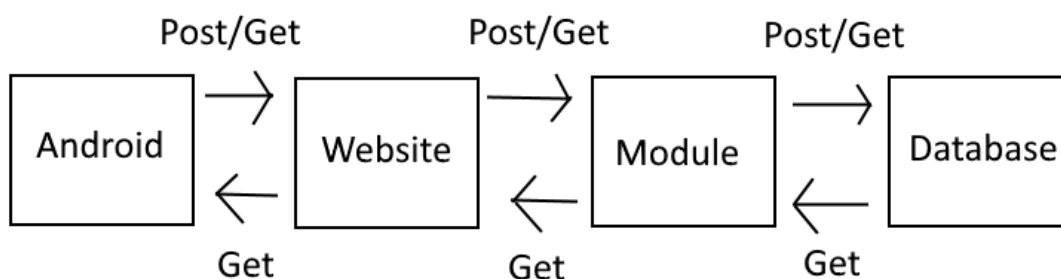 Post/Get
Post/Get
Post/Get
Android
Website
Module
Database
Get
Get
Get